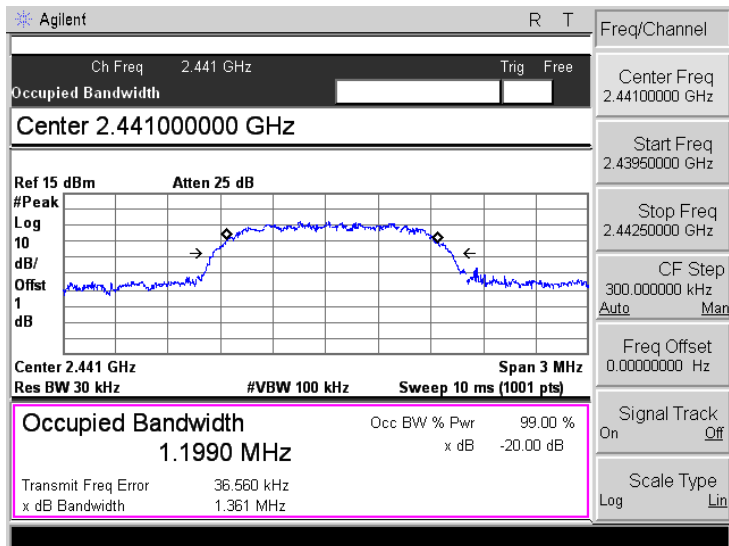 Agilent R T
Ch Freq 2.441 GHz Trig Free
Occupied Bandwidth
Center 2.441000000 GHz
Ref 15 dBm Atten 25 dB
#Peak
Log
10
dB/
Offst
1
dB
Center 2.441 GHz Span 3 MHz
Res BW 30 kHz #VBW 100 kHz Sweep 10 ms (1001 pts)
Occupied Bandwidth Occ BW % Pwr 99.00 %
1.1990 MHz x dB -20.00 dB
Transmit Freq Error 36.560 kHz
x dB Bandwidth 1.361 MHz
Freq/Channel
Center Freq
2.44100000 GHz
Start Freq
2.43950000 GHz
Stop Freq
2.44250000 GHz
CF Step
300.000000 kHz
Auto Man
Freq Offset
0.00000000 Hz
Signal Track
On Off
Scale Type
Log Lin